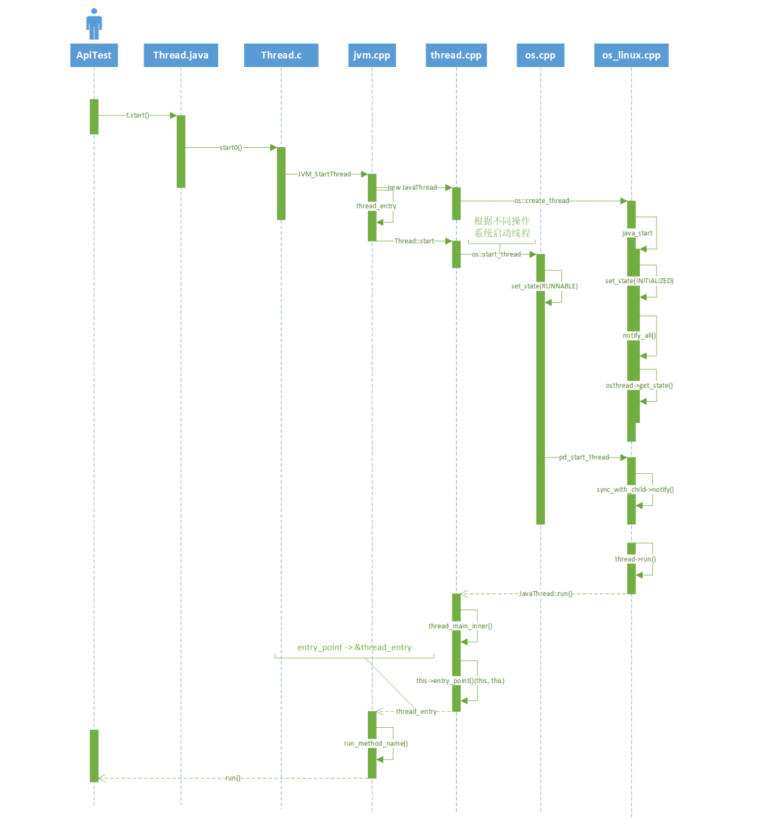 ApiTest
Thread.java
Thread.c
jvm.cpp
thread.cpp
os.cpp
os_linux.cpp
t.start()
start0()
JVM_StartThread
new JavaThread
os::create_thread
thread_entry
根据不同操作
系统启动线程
java_start
Thread::start
os::start_thread
set_state(INITIALIZED)
set_state(RUNNABLE)
notify_all()
osthread->get_state()
pd_start_thread
sync_with_child->notify()
thread->run()
JavaThread::run()
thread_main_inner()
entry_point -> &thread_entry
this->entry_point()(this, this)
thread_entry
run_method_name()
run()